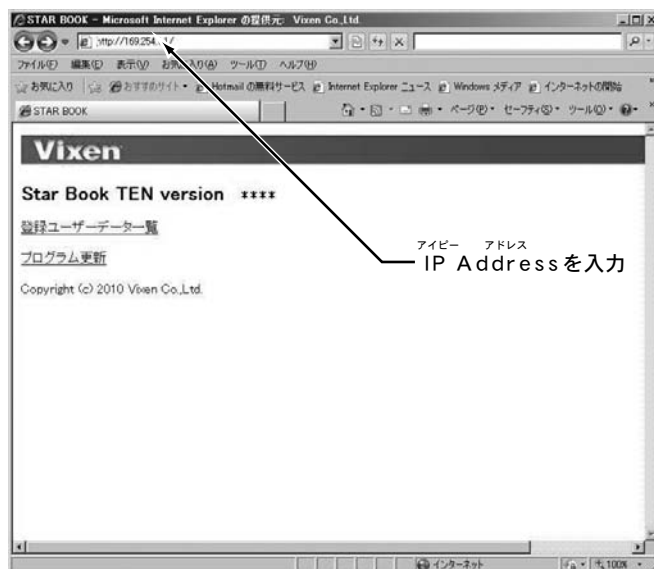 STAR BOOK - Microsoft Internet Explorer の提供元: Vixen Co.,Ltd.
ファイル(F) 編集(E) 表示(V) お気に入り(A) ツール(T) ヘルプ(H)
お気に入り おすすめサイト Hotmail の無料サービス Internet Explorer ニュース Windows メディア インターネットの開始
STAR BOOK ページ(P) セーフティ(S) ツール(O)
Vixen
Star Book TEN version ****
登録ユーザーデータ一覧
プログラム更新
Copyright (c) 2010 Vixen Co.,Ltd.
アイピー アドレス
IP Addressを入力
インターネット 100%